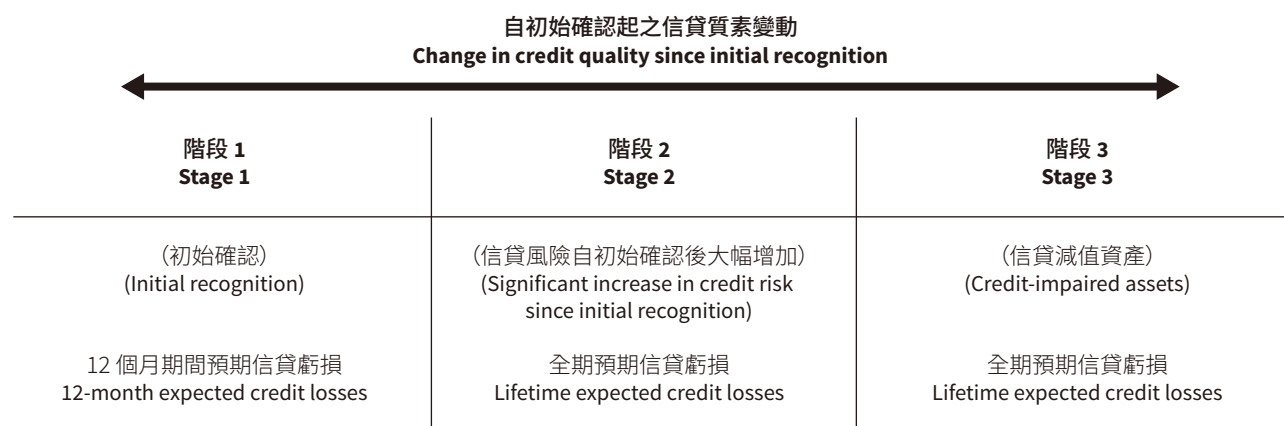 自初始確認起之信貸質素變動
Change in credit quality since initial recognition
階段 1
Stage 1
階段 2
Stage 2
階段 3
Stage 3
（初始確認）
(Initial recognition)
（信貸風險自初始確認後大幅增加）
(Significant increase in credit risk
since initial recognition)
（信貸減值資產）
(Credit-impaired assets)
12 個月期間預期信貸虧損
12-month expected credit losses
全期預期信貸虧損
Lifetime expected credit losses
全期預期信貸虧損
Lifetime expected credit losses